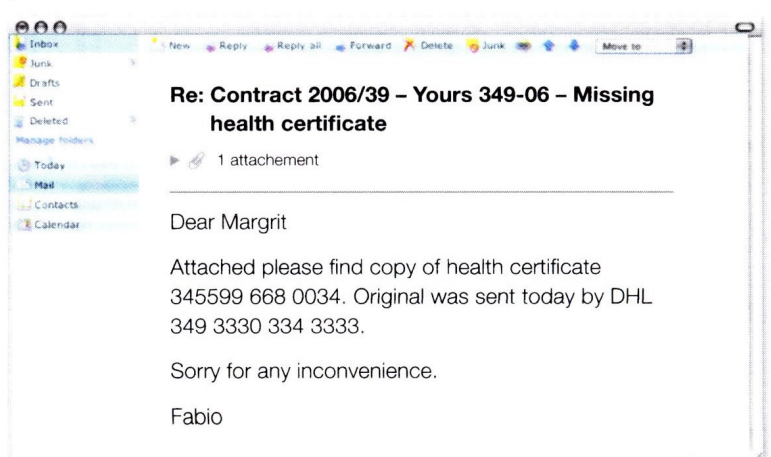 Inbox
New Reply Reply all Forward Delete Junk Move to
Junk
Drafts
Sent
Deleted
Manage folders
Today
Mail
Contacts
Calendar
Re: Contract 2006/39 – Yours 349-06 – Missing
health certificate
1 attachement
Dear Margrit
Attached please find copy of health certificate
345599 668 0034. Original was sent today by DHL
349 3330 334 3333.
Sorry for any inconvenience.
Fabio